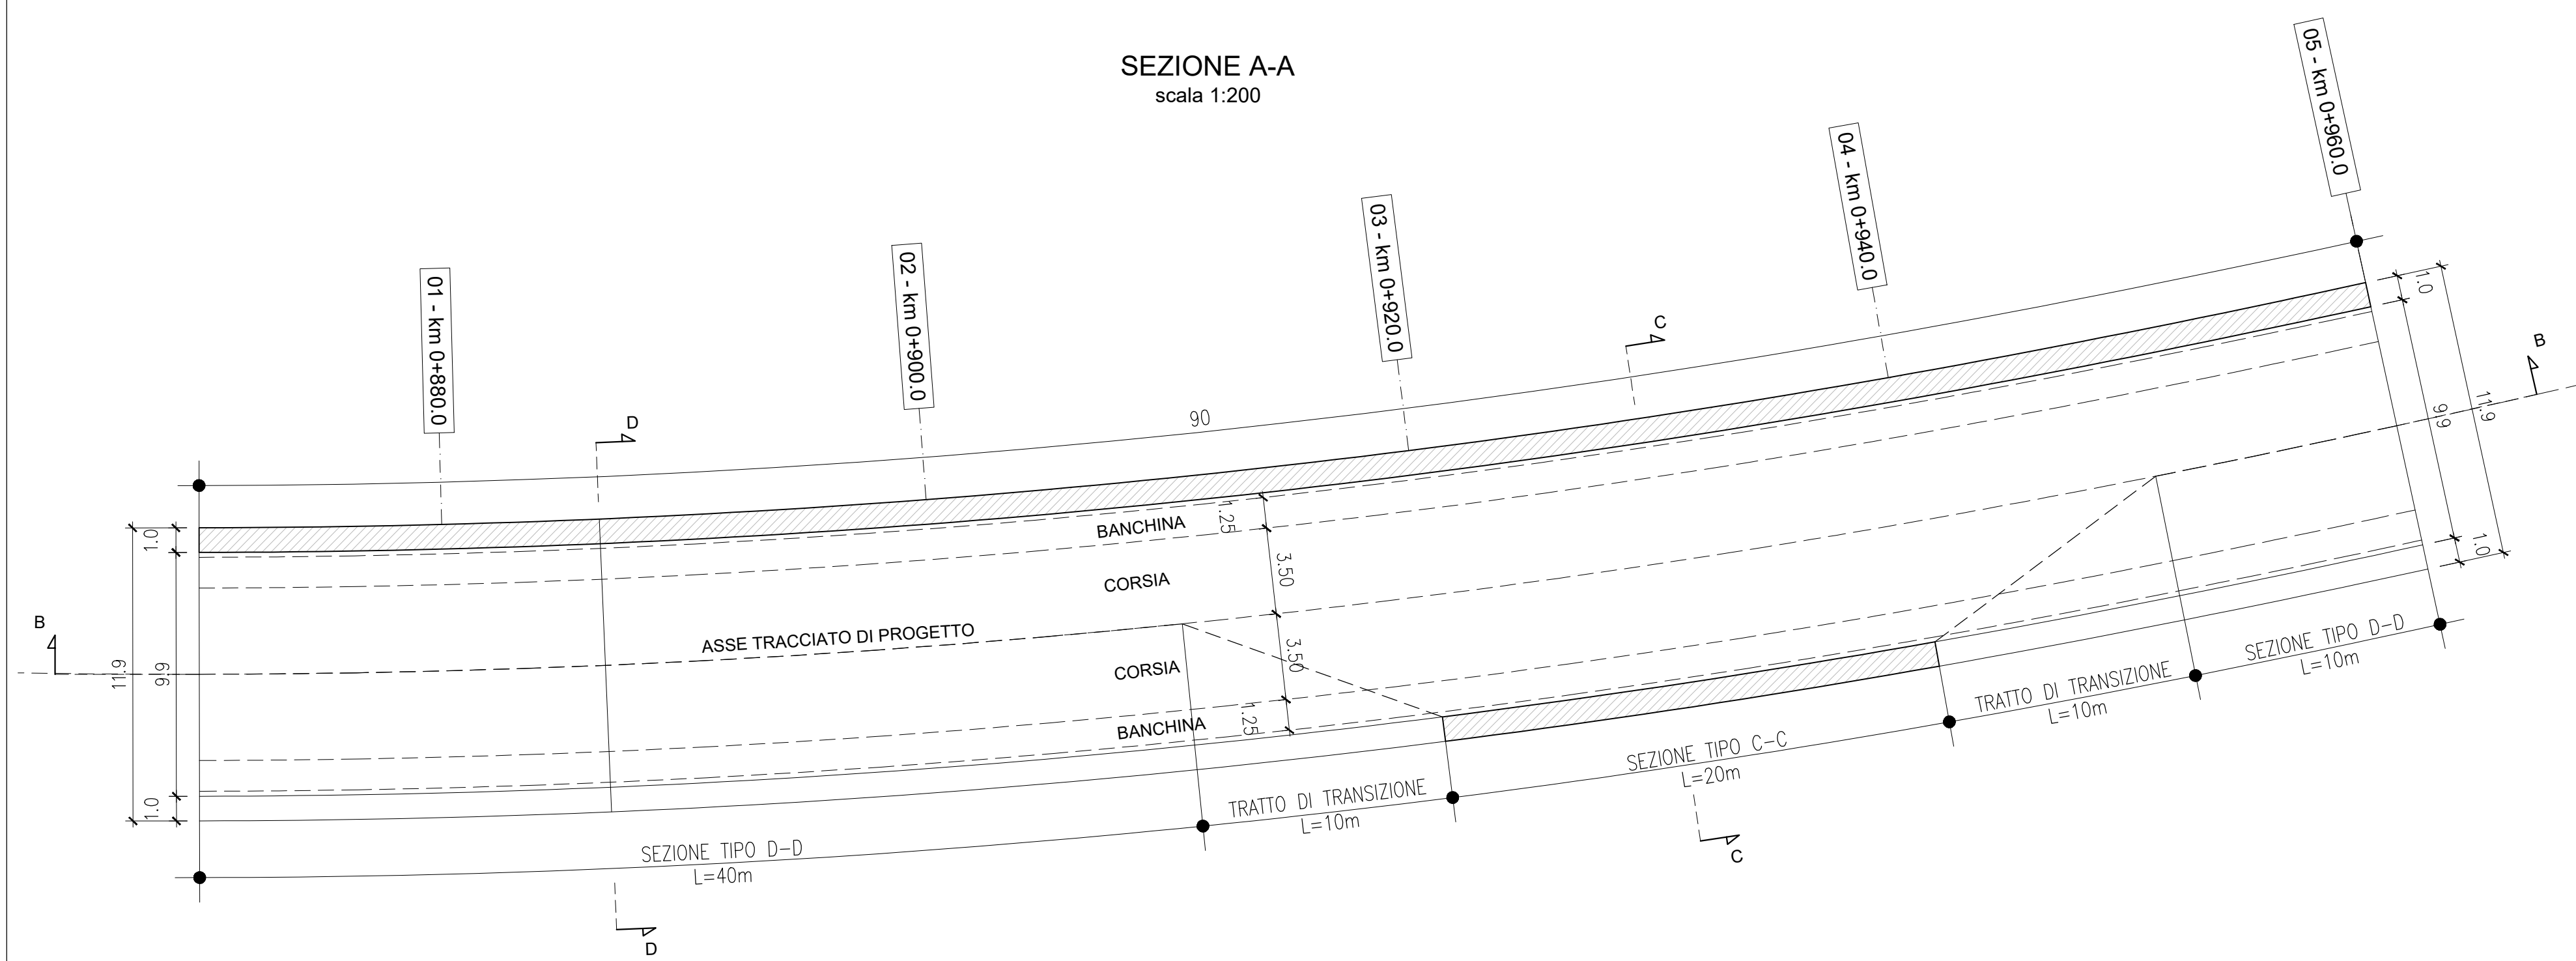 SEZIONE A-A
scala 1:200
01 - km 0+880.0
02 - km 0+900.0
03 - km 0+920.0
04 - km 0+940.0
05 - km 0+960.0
D
C
B
90
1.0
9.9
11.9
1.0
B
1.0
9.9
11.9
1.0
BANCHINA
1.25
CORSIA
3.50
ASSE TRACCIATO DI PROGETTO
CORSIA
3.50
BANCHINA
1.25
SEZIONE TIPO D-D
L=40m
TRATTO DI TRANSIZIONE
L=10m
SEZIONE TIPO C-C
L=20m
TRATTO DI TRANSIZIONE
L=10m
SEZIONE TIPO D-D
L=10m
D
C